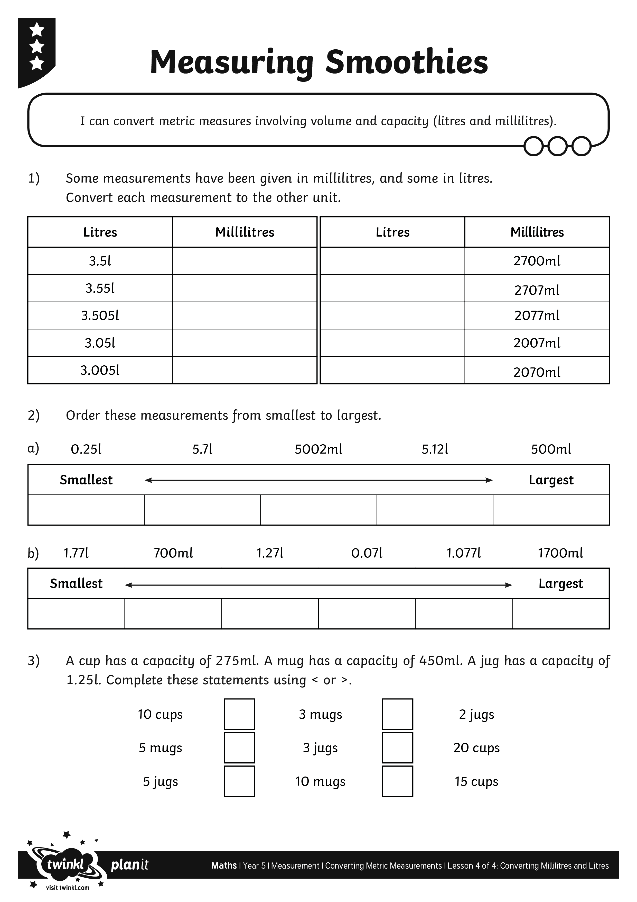 Measuring Smoothies
I can convert metric measures involving volume and capacity (litres and millilitres).
1) Some measurements have been given in millilitres, and some in litres.
Convert each measurement to the other unit.
Litres Millilitres Litres Millilitres
3.5l 2700ml
3.55l 2707ml
3.505l 2077ml
3.05l 2007ml
3.005l 2070ml
2) Order these measurements from smallest to largest.
a) 0.25l 5.7l 5002ml 5.12l 500ml
Smallest Largest
b) 1.77l 700ml 1.27l 0.07l 1.077l 1700ml
Smallest Largest
3) A cup has a capacity of 275ml. A mug has a capacity of 450ml. A jug has a capacity of
1.25l. Complete these statements using < or >.
10 cups 3 mugs 2 jugs
5 mugs 3 jugs 20 cups
5 jugs 10 mugs 15 cups
twinkl planit
visit twinkl.com
Maths | Year 5 | Measurement | Converting Metric Measurements | Lesson 4 of 4: Converting Millilitres and Litres